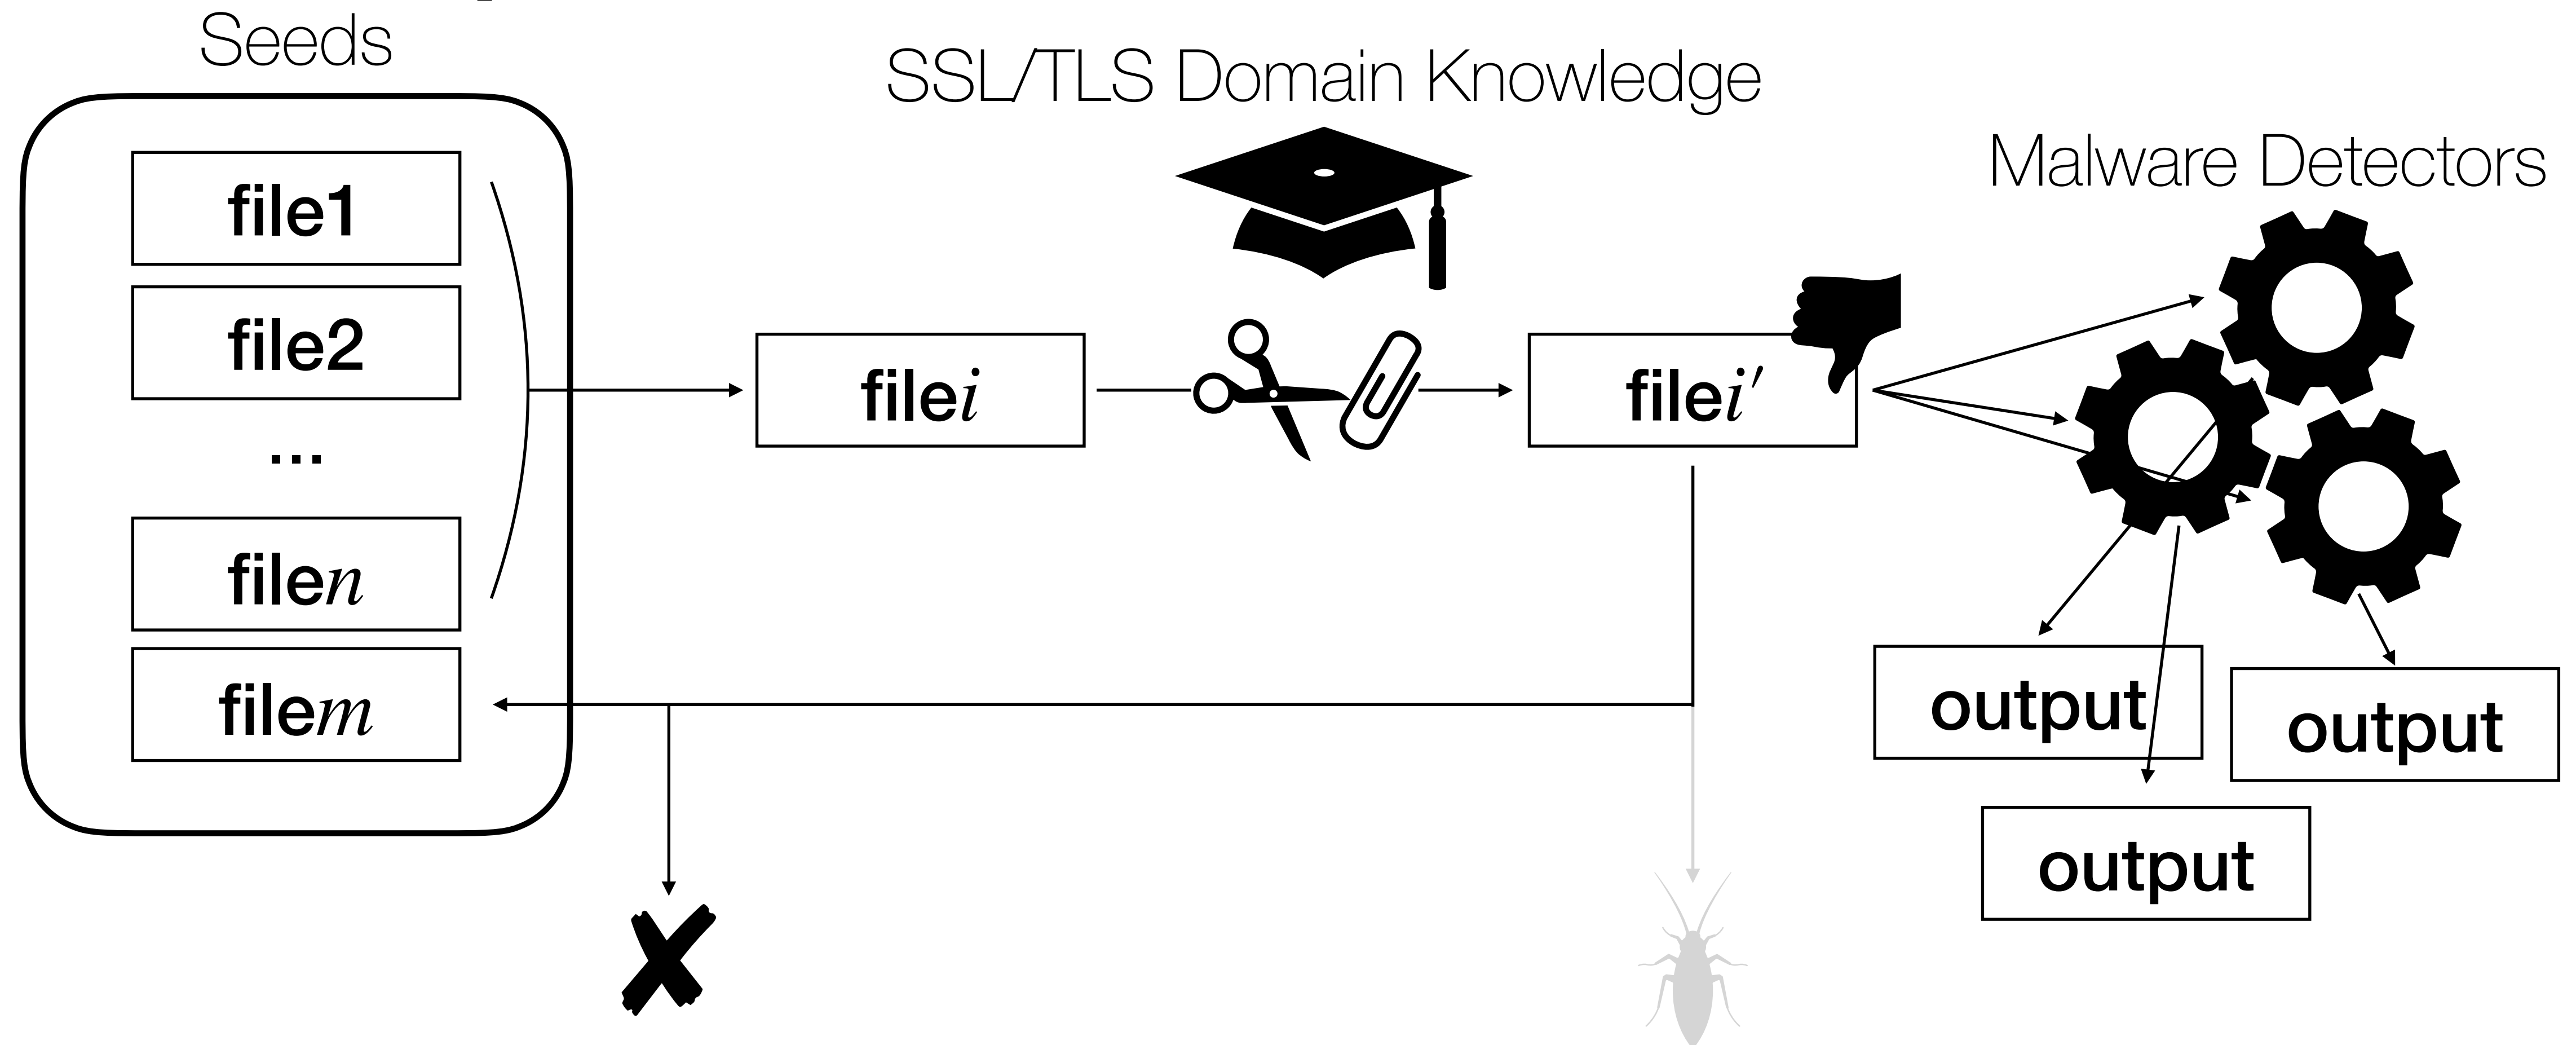 Seeds
SSL/TLS Domain Knowledge
Malware Detectors
file1
file2
...
filen
filem
filei
filei′
output
output
output